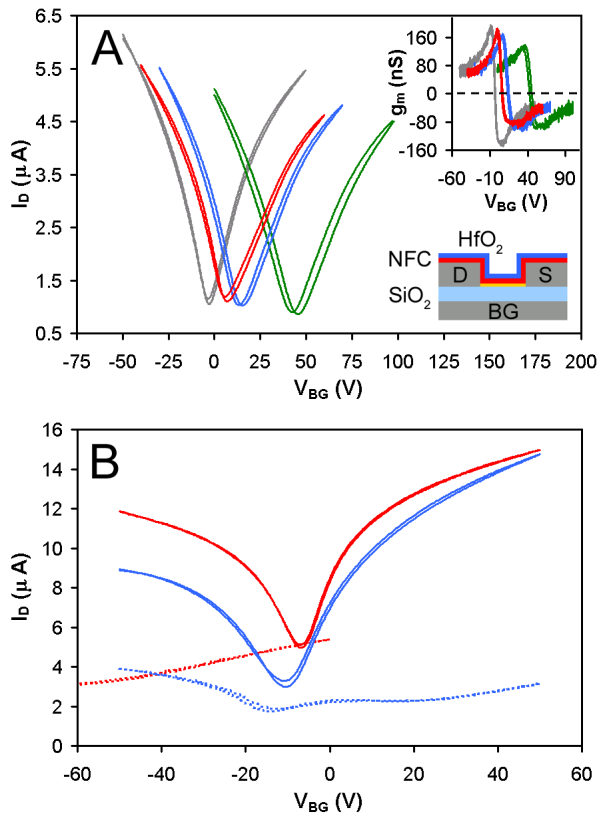 A
I_D (μ A)
6.5
5.5
4.5
3.5
2.5
1.5
0.5
-75 -50 -25 0 25 50 75 100 125 150 175 200
V_BG (V)
g_m (nS)
160
80
0
-80
-160
-60 -10 40 90
V_BG (V)
HfO₂
NFC
D S
SiO₂
BG
B
I_D (μ A)
16
14
12
10
8
6
4
2
0
-60 -40 -20 0 20 40 60
V_BG (V)